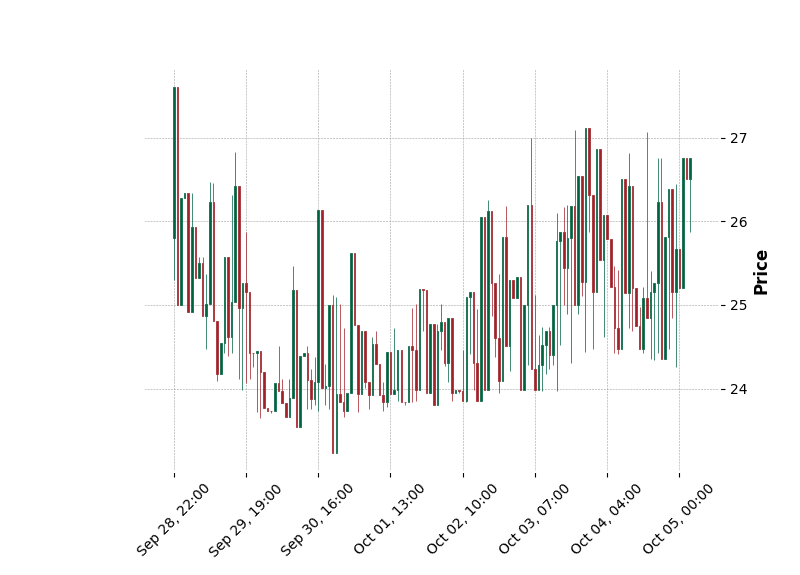 27
26
25
24
Price
Sep 28, 22:00
Sep 29, 19:00
Sep 30, 16:00
Oct 01, 13:00
Oct 02, 10:00
Oct 03, 07:00
Oct 04, 04:00
Oct 05, 00:00